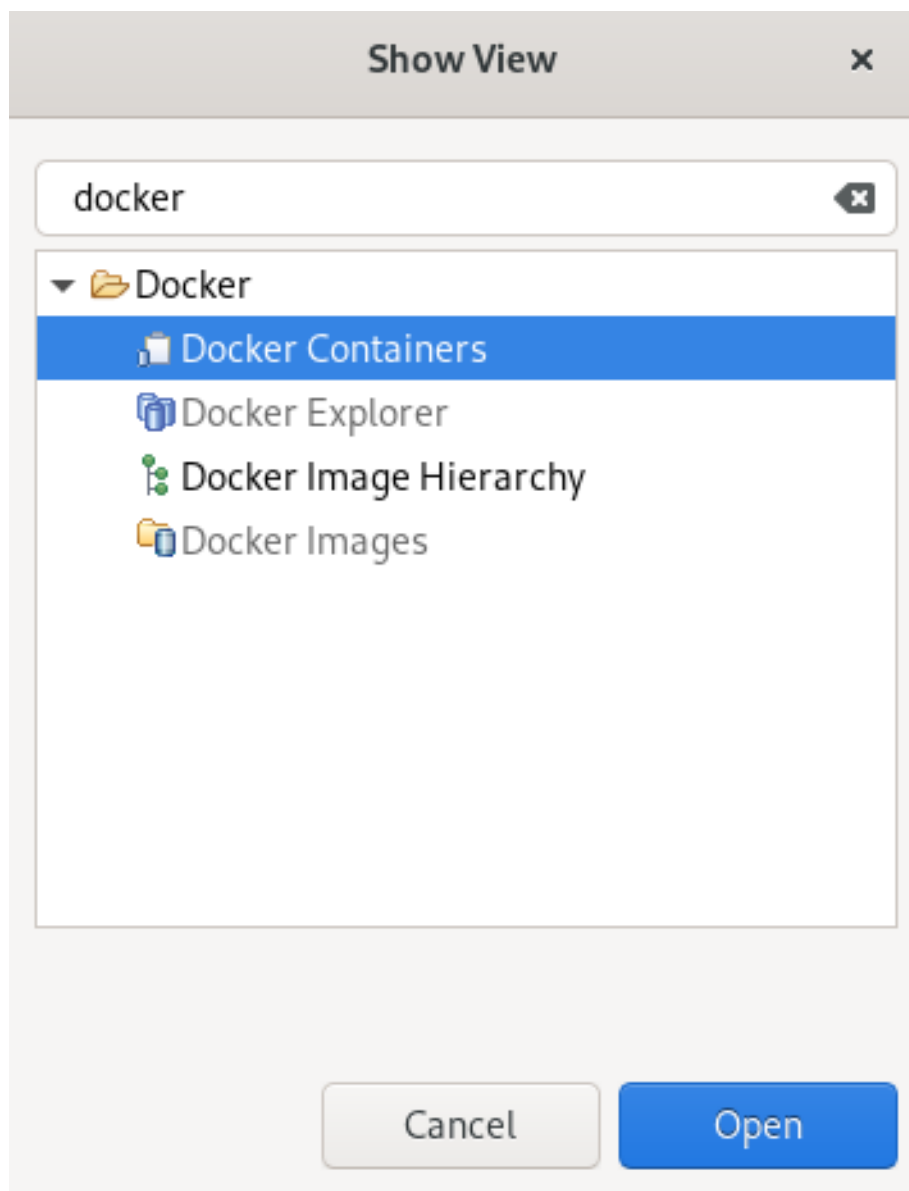 Show View
docker
Docker
Docker Containers
Docker Explorer
Docker Image Hierarchy
Docker Images
Cancel
Open